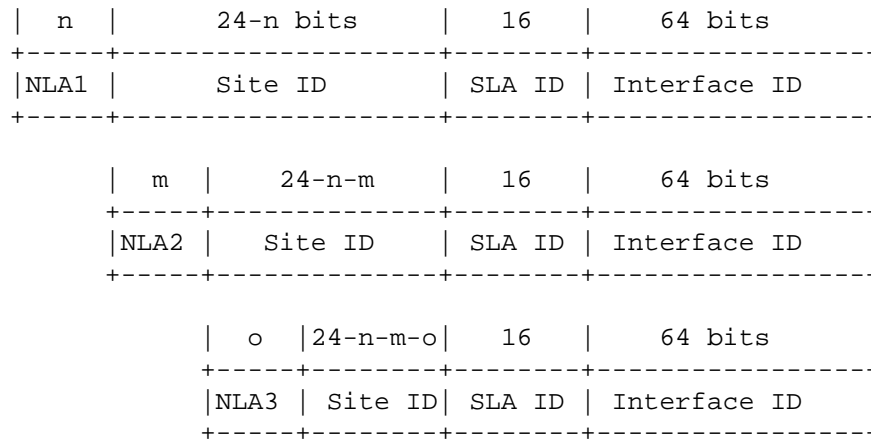 |  n  |      24-n bits      |   16   |    64 bits
+-----+--------------------+--------+-----------------
|NLA1 |      Site ID       | SLA ID | Interface ID
+-----+--------------------+--------+-----------------
|  m  |    24-n-m    |   16   |    64 bits
+-----+--------------+--------+-----------------
|NLA2 |   Site ID    | SLA ID | Interface ID
+-----+--------------+--------+-----------------
|  o  |24-n-m-o|   16   |    64 bits
+-----+--------+--------+-----------------
|NLA3 | Site ID| SLA ID | Interface ID
+-----+--------+--------+-----------------